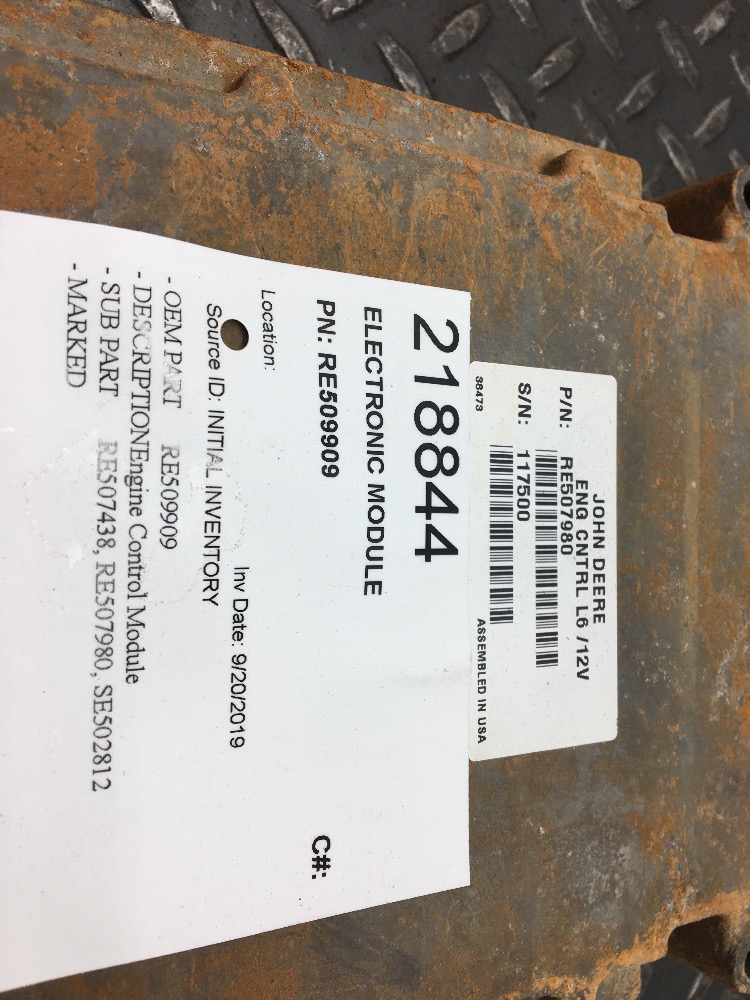 JOHN DEERE
ENG CNTRL L6 /12V
P/N: RE507980
S/N: 117500
38473 ASSEMBLED IN USA
218844
ELECTRONIC MODULE
PN: RE509909 C#:
Location: Inv Date: 9/20/2019
Source ID: INITIAL INVENTORY
- OEM PART RE509909
- DESCRIPTIONEngine Control Module
- SUB PART RE507438, RE507980, SE502812
- MARKED